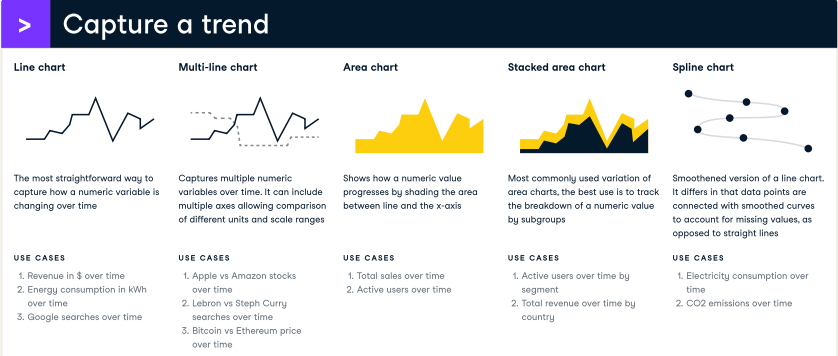 > Capture a trend
Line chart
The most straightforward way to
capture how a numeric variable is
changing over time
USE CASES
1. Revenue in $ over time
2. Energy consumption in kWh
over time
3. Google searches over time
Multi-line chart
Captures multiple numeric
variables over time. It can include
multiple axes allowing comparison
of different units and scale ranges
USE CASES
1. Apple vs Amazon stocks
over time
2. Lebron vs Steph Curry
searches over time
3. Bitcoin vs Ethereum price
over time
Area chart
Shows how a numeric value
progresses by shading the area
between line and the x-axis
USE CASES
1. Total sales over time
2. Active users over time
Stacked area chart
Most commonly used variation of
area charts, the best use is to track
the breakdown of a numeric value
by subgroups
USE CASES
1. Active users over time by
segment
2. Total revenue over time by
country
Spline chart
Smoothened version of a line chart.
It differs in that data points are
connected with smoothed curves
to account for missing values, as
opposed to straight lines
USE CASES
1. Electricity consumption over
time
2. CO2 emissions over time